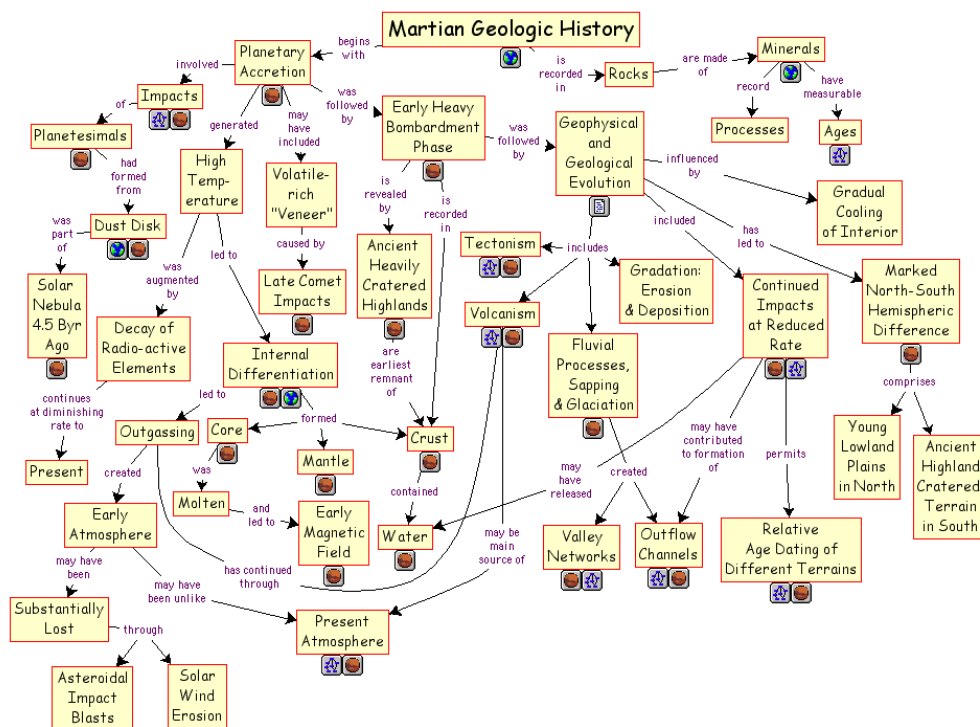 Martian Geologic History
begins
with
Planetary
Accretion
is
recorded
in
Rocks
are made
of
Minerals
record
Processes
have
measurable
Ages
involved
Impacts
of
Planetesimals
had
formed
from
Dust Disk
was
part
of
Solar
Nebula
4.5 Byr
Ago
generated
High
Temp-
erature
was
augmented
by
Decay of
Radio-active
Elements
continues
at diminishing
rate to
Present
may
have
included
Volatile-
rich
"Veneer"
caused by
Late Comet
Impacts
was
followed
by
Early Heavy
Bombardment
Phase
is
revealed
by
Ancient
Heavily
Cratered
Highlands
are
earliest
remnant
of
is
recorded
in
Crust
contained
Water
led to
Internal
Differentiation
led to
Outgassing
formed
Core
Mantle
was
Molten
and
led to
Early
Magnetic
Field
created
Early
Atmosphere
may have
been
Substantially
Lost
through
Asteroidal
Impact
Blasts
Solar
Wind
Erosion
may have
been unlike
Present
Atmosphere
has continued
through
was
followed
by
Geophysical
and
Geological
Evolution
influenced
by
Gradual
Cooling
of Interior
includes
Tectonism
Volcanism
may be
main
source of
Gradation:
Erosion
& Deposition
Fluvial
Processes,
Sapping
& Glaciation
created
Valley
Networks
Outflow
Channels
included
Continued
Impacts
at Reduced
Rate
may
have
released
may have
contributed
to formation
of
permits
Relative
Age Dating of
Different Terrains
has
led to
Marked
North-South
Hemispheric
Difference
comprises
Young
Lowland
Plains
in North
Ancient
Highland
Cratered
Terrain
in South